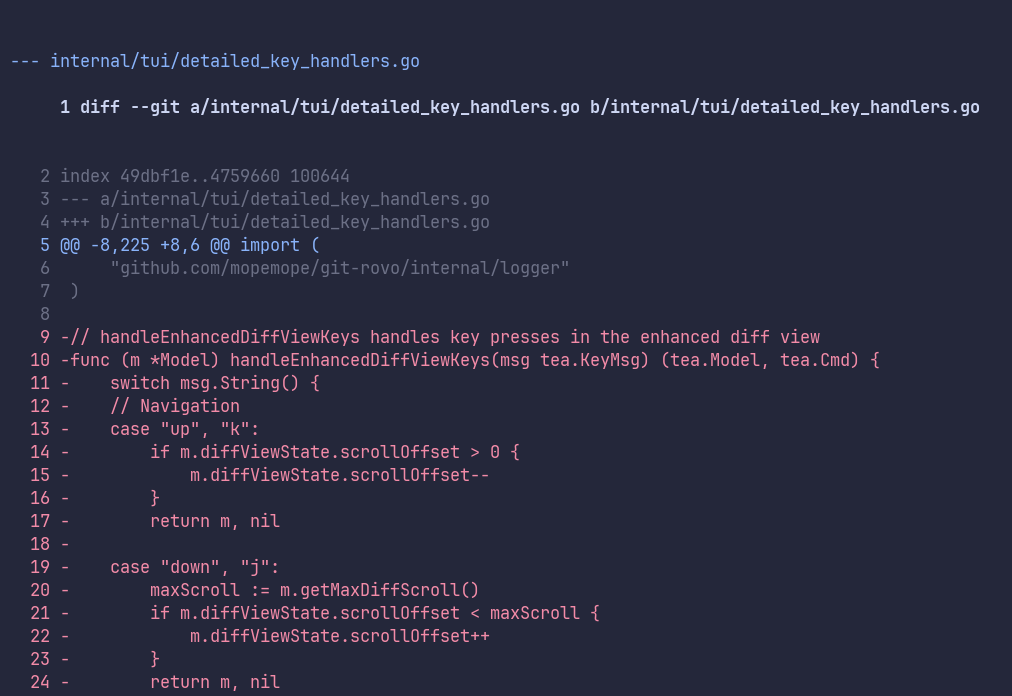 --- internal/tui/detailed_key_handlers.go
1 diff --git a/internal/tui/detailed_key_handlers.go b/internal/tui/detailed_key_handlers.go
2 index 49dbf1e..4759660 100644
3 --- a/internal/tui/detailed_key_handlers.go
4 +++ b/internal/tui/detailed_key_handlers.go
5 @@ -8,225 +8,6 @@ import (
6      "github.com/mopemope/git-rovo/internal/logger"
7  )
8
9 -// handleEnhancedDiffViewKeys handles key presses in the enhanced diff view
10 -func (m *Model) handleEnhancedDiffViewKeys(msg tea.KeyMsg) (tea.Model, tea.Cmd) {
11 -    switch msg.String() {
12 -    // Navigation
13 -    case "up", "k":
14 -        if m.diffViewState.scrollOffset > 0 {
15 -            m.diffViewState.scrollOffset--
16 -        }
17 -        return m, nil
18 -
19 -    case "down", "j":
20 -        maxScroll := m.getMaxDiffScroll()
21 -        if m.diffViewState.scrollOffset < maxScroll {
22 -            m.diffViewState.scrollOffset++
23 -        }
24 -        return m, nil